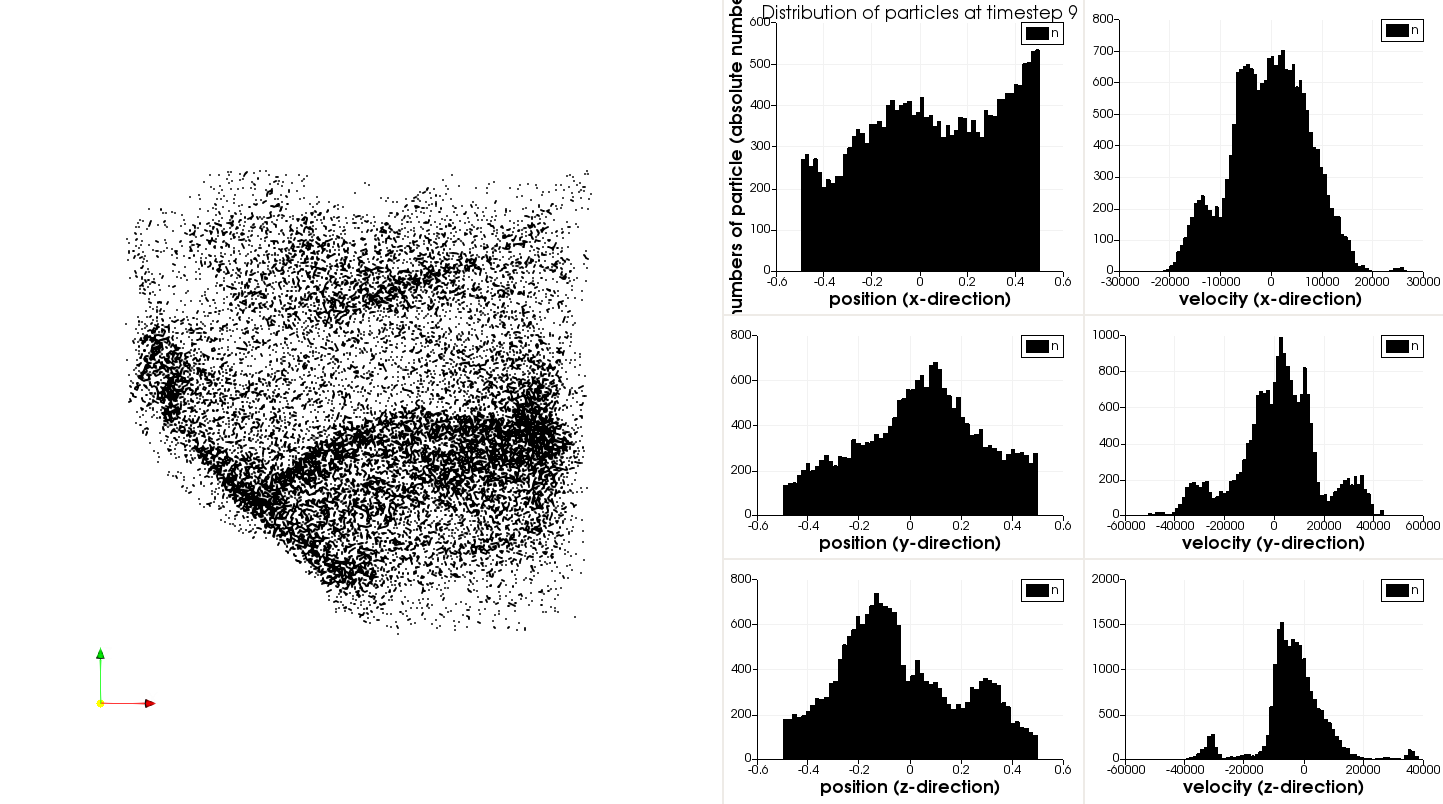 Distribution of particles at timestep 9
numbers of particle (absolute numbe
600
500
400
300
200
100
0
n
-0.6 -0.4 -0.2 0 0.2 0.4 0.6
position (x-direction)
800
700
600
500
400
300
200
100
0
n
-30000 -20000 -10000 0 10000 20000 30000
velocity (x-direction)
800
600
400
200
0
n
-0.6 -0.4 -0.2 0 0.2 0.4 0.6
position (y-direction)
1000
800
600
400
200
0
n
-60000 -40000 -20000 0 20000 40000 60000
velocity (y-direction)
800
600
400
200
0
n
-0.6 -0.4 -0.2 0 0.2 0.4 0.6
position (z-direction)
2000
1500
1000
500
0
n
-60000 -40000 -20000 0 20000 40000
velocity (z-direction)